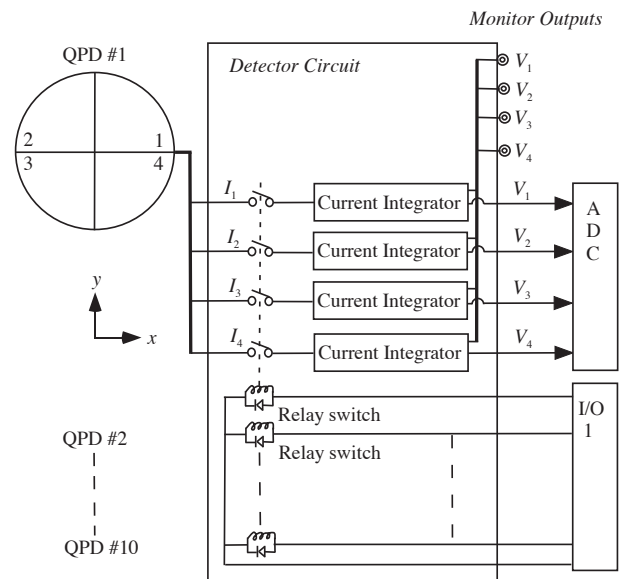 Monitor Outputs
QPD #1
Detector Circuit
V1
V2
V3
V4
2 1
3 4
I1 Current Integrator V1
I2 Current Integrator V2
I3 Current Integrator V3
I4 Current Integrator V4
A
D
C
y
x
Relay switch
Relay switch
I/O
1
QPD #2
QPD #10